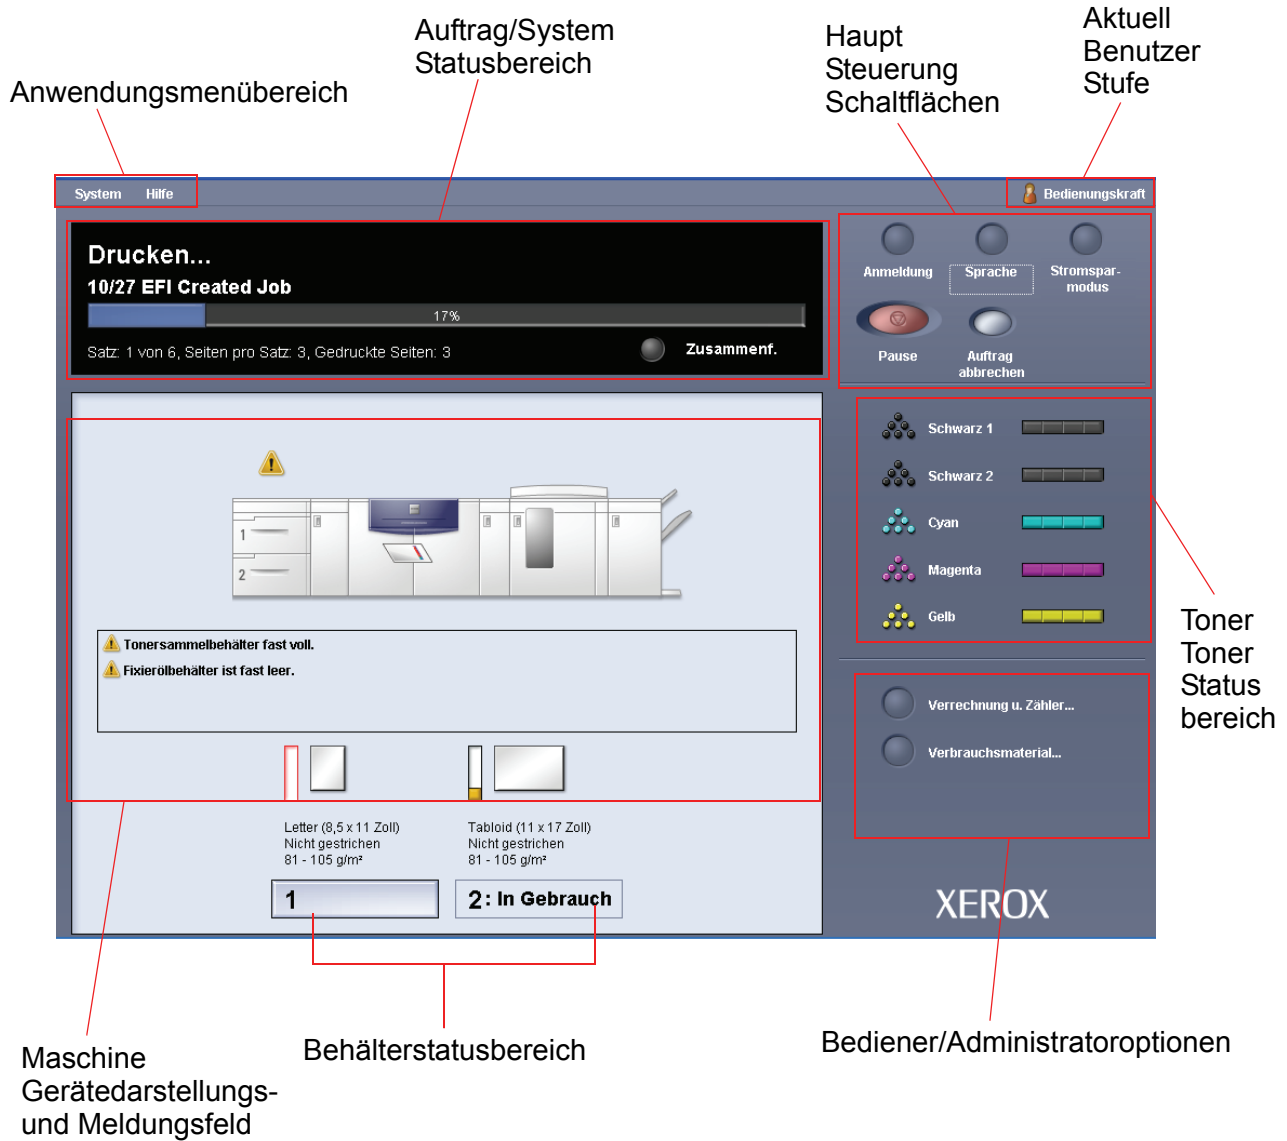 Auftrag/System
Statusbereich
Haupt
Steuerung
Schaltflächen
Aktuell
Benutzer
Stufe
Anwendungsmenübereich
System Hilfe
Bedienungskraft
Drucken...
10/27 EFI Created Job
17%
Satz: 1 von 6, Seiten pro Satz: 3, Gedruckte Seiten: 3
Zusammenf.
Anmeldung
Sprache
Stromspar-
modus
Pause
Auftrag
abbrechen
Schwarz 1
Schwarz 2
Cyan
Magenta
Gelb
1
2
Tonersammelbehälter fast voll.
Fixierölbehälter ist fast leer.
Toner
Toner
Status
bereich
Verrechnung u. Zähler...
Verbrauchsmaterial...
Letter (8,5 x 11 Zoll)
Nicht gestrichen
81 - 105 g/m²
Tabloid (11 x 17 Zoll)
Nicht gestrichen
81 - 105 g/m²
1
2: In Gebrauch
XEROX
Maschine
Gerätedarstellungs-
und Meldungsfeld
Behälterstatusbereich
Bediener/Administratoroptionen